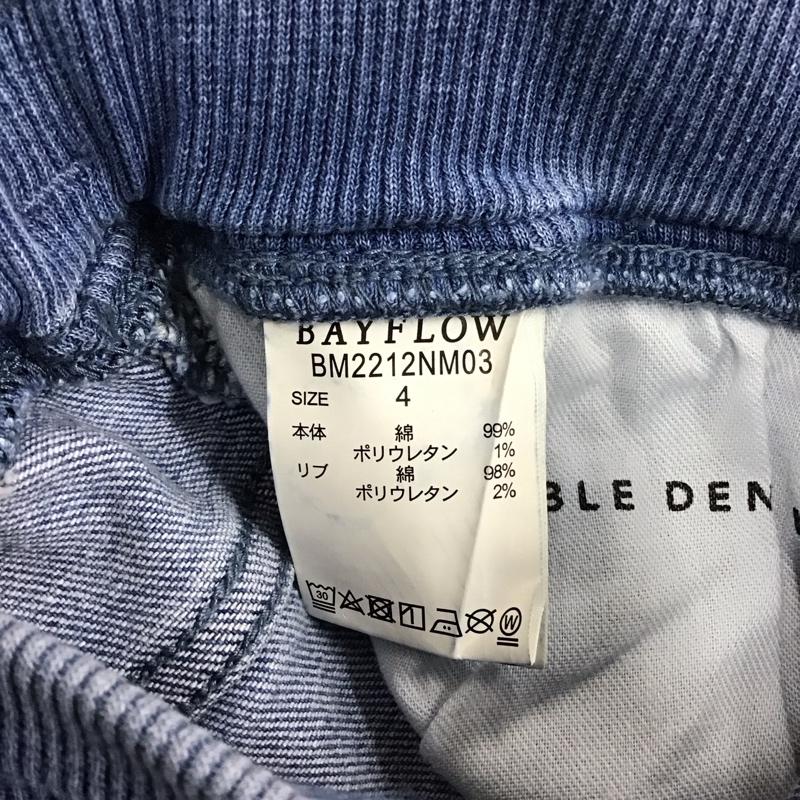 BAYFLOW
BM2212NM03
SIZE 4
本体 綿 99%
ポリウレタン 1%
リブ 綿 98%
ポリウレタン 2%
BLE DEN
30
W